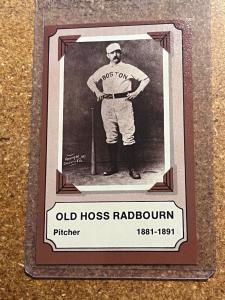 BOSTON
OLD HOSS RADBOURN
Pitcher 1881-1891